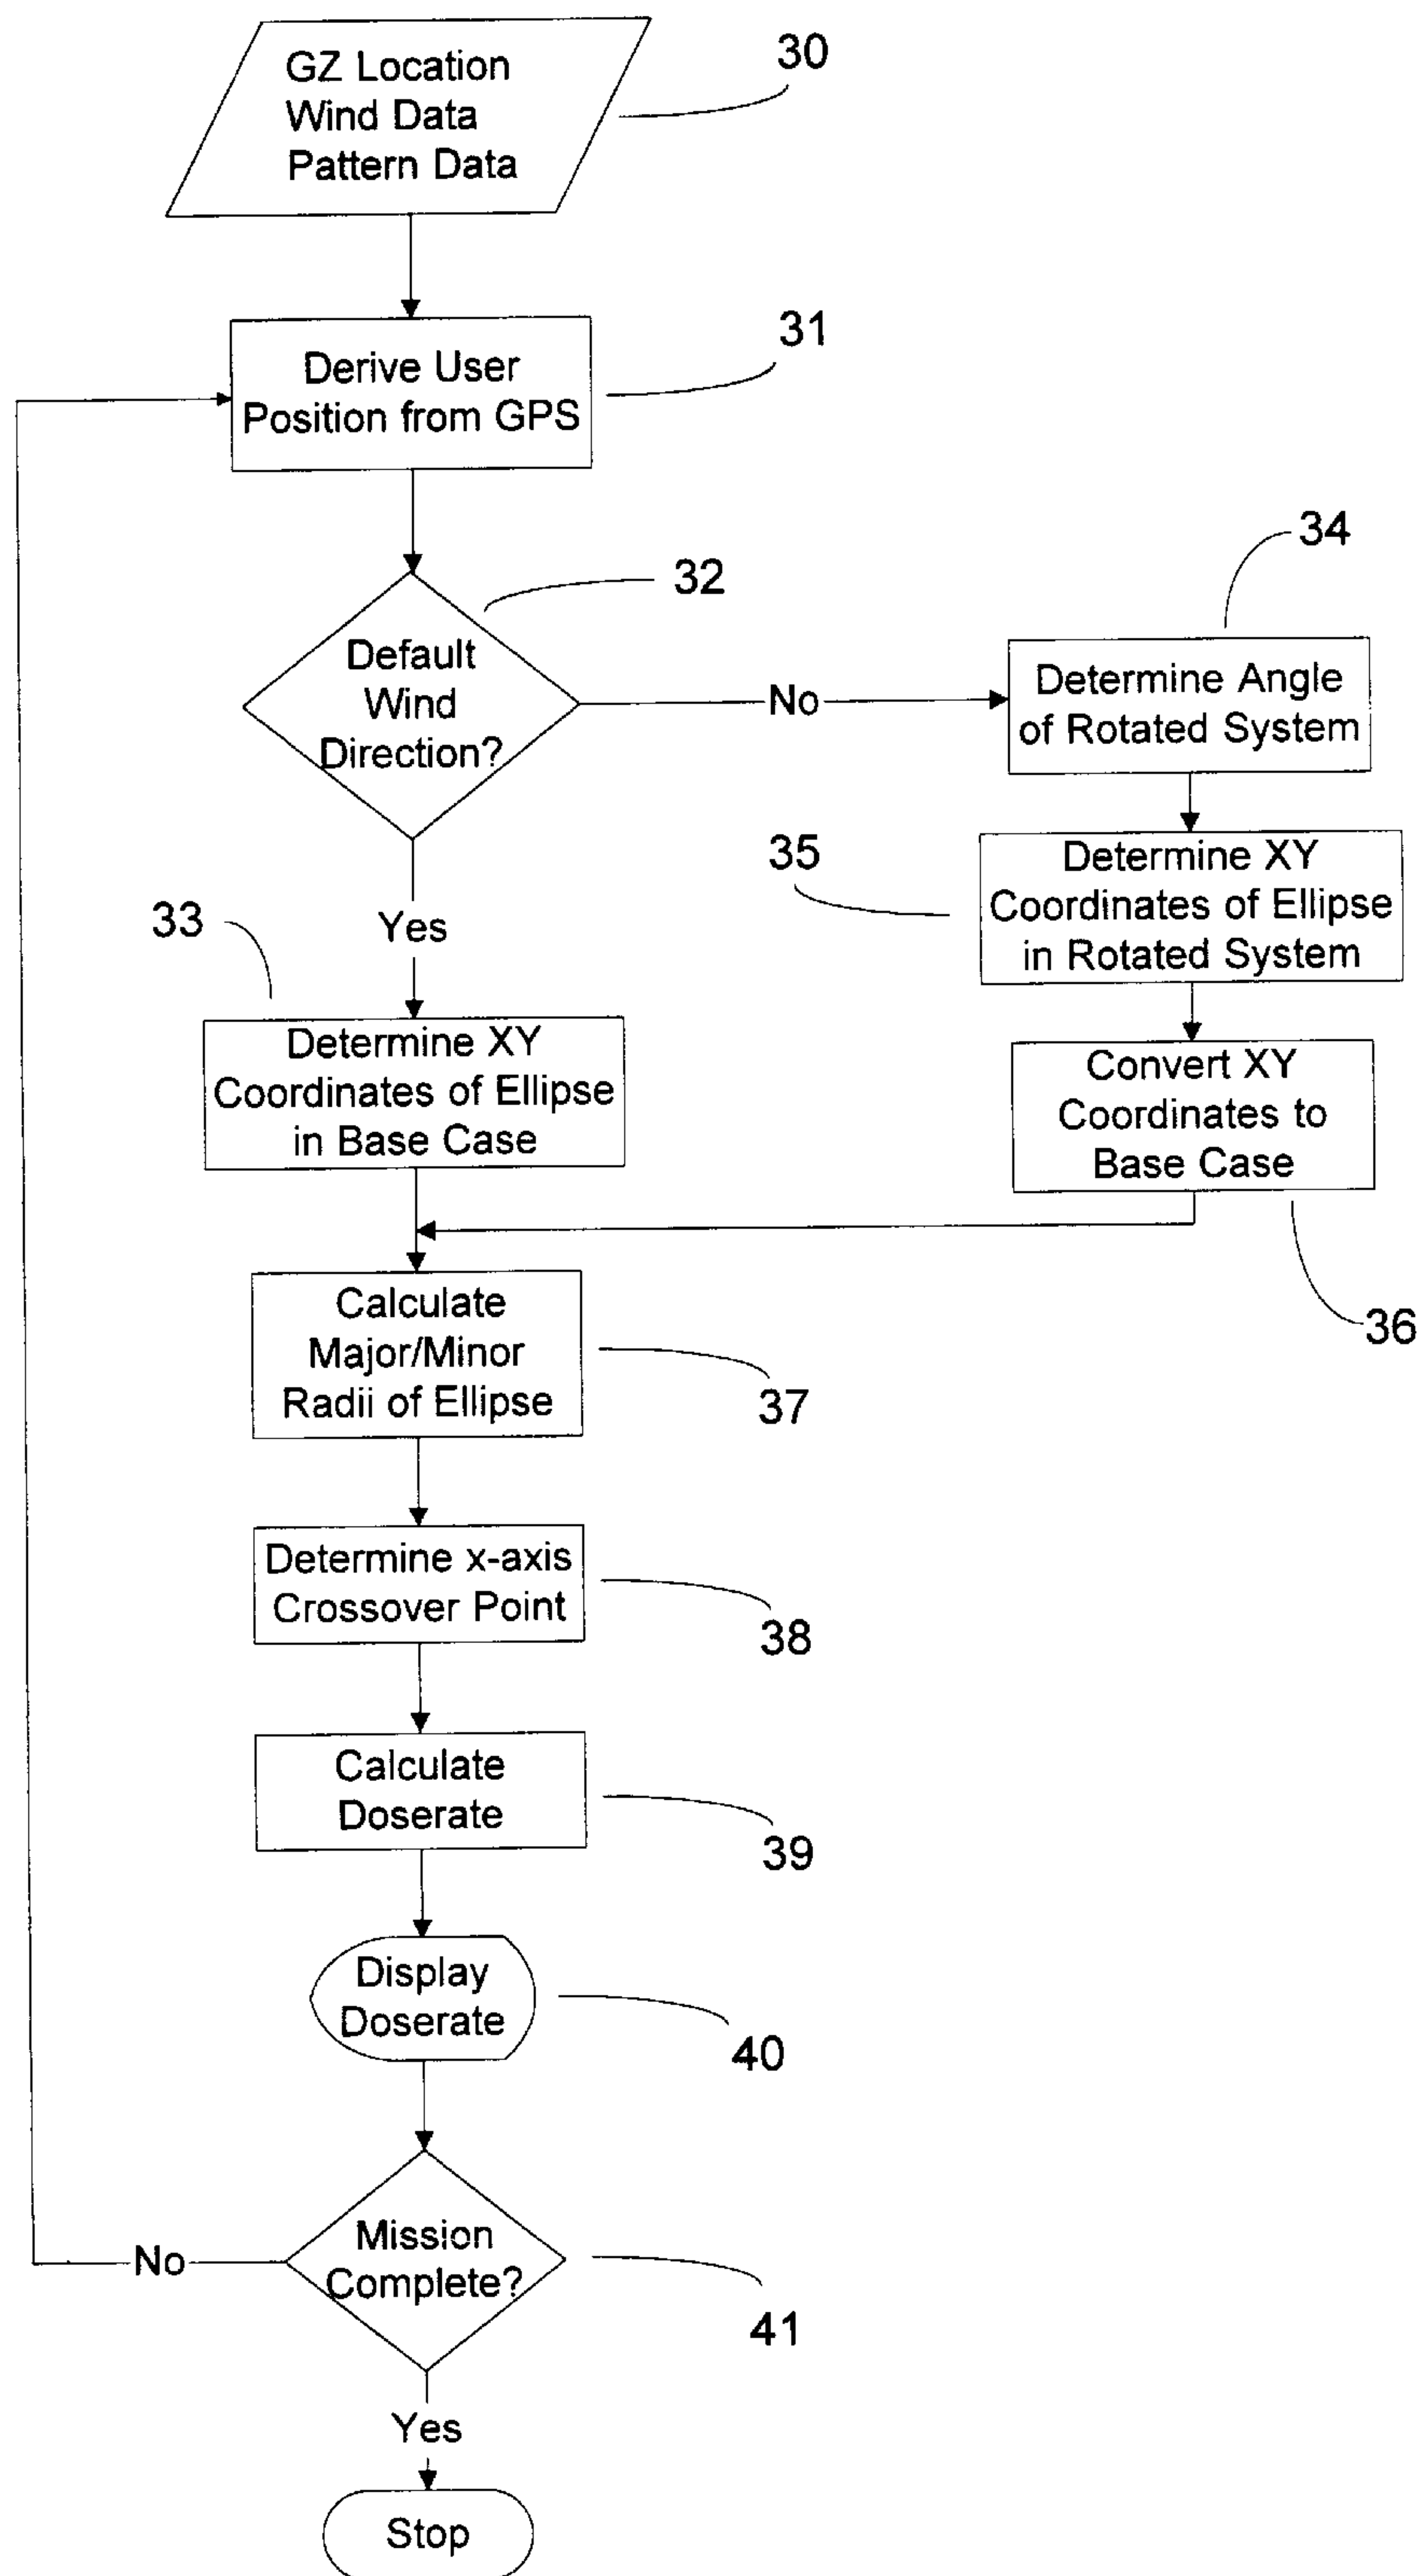 GZ Location
Wind Data
Pattern Data
30
Derive User
Position from GPS
31
Default
Wind
Direction?
32
No
Determine Angle
of Rotated System
34
Determine XY
Coordinates of Ellipse
in Rotated System
35
Convert XY
Coordinates to
Base Case
36
Yes
33
Determine XY
Coordinates of Ellipse
in Base Case
Calculate
Major/Minor
Radii of Ellipse
37
Determine x-axis
Crossover Point
38
Calculate
Doserate
39
Display
Doserate
40
Mission
Complete?
41
No
Yes
Stop